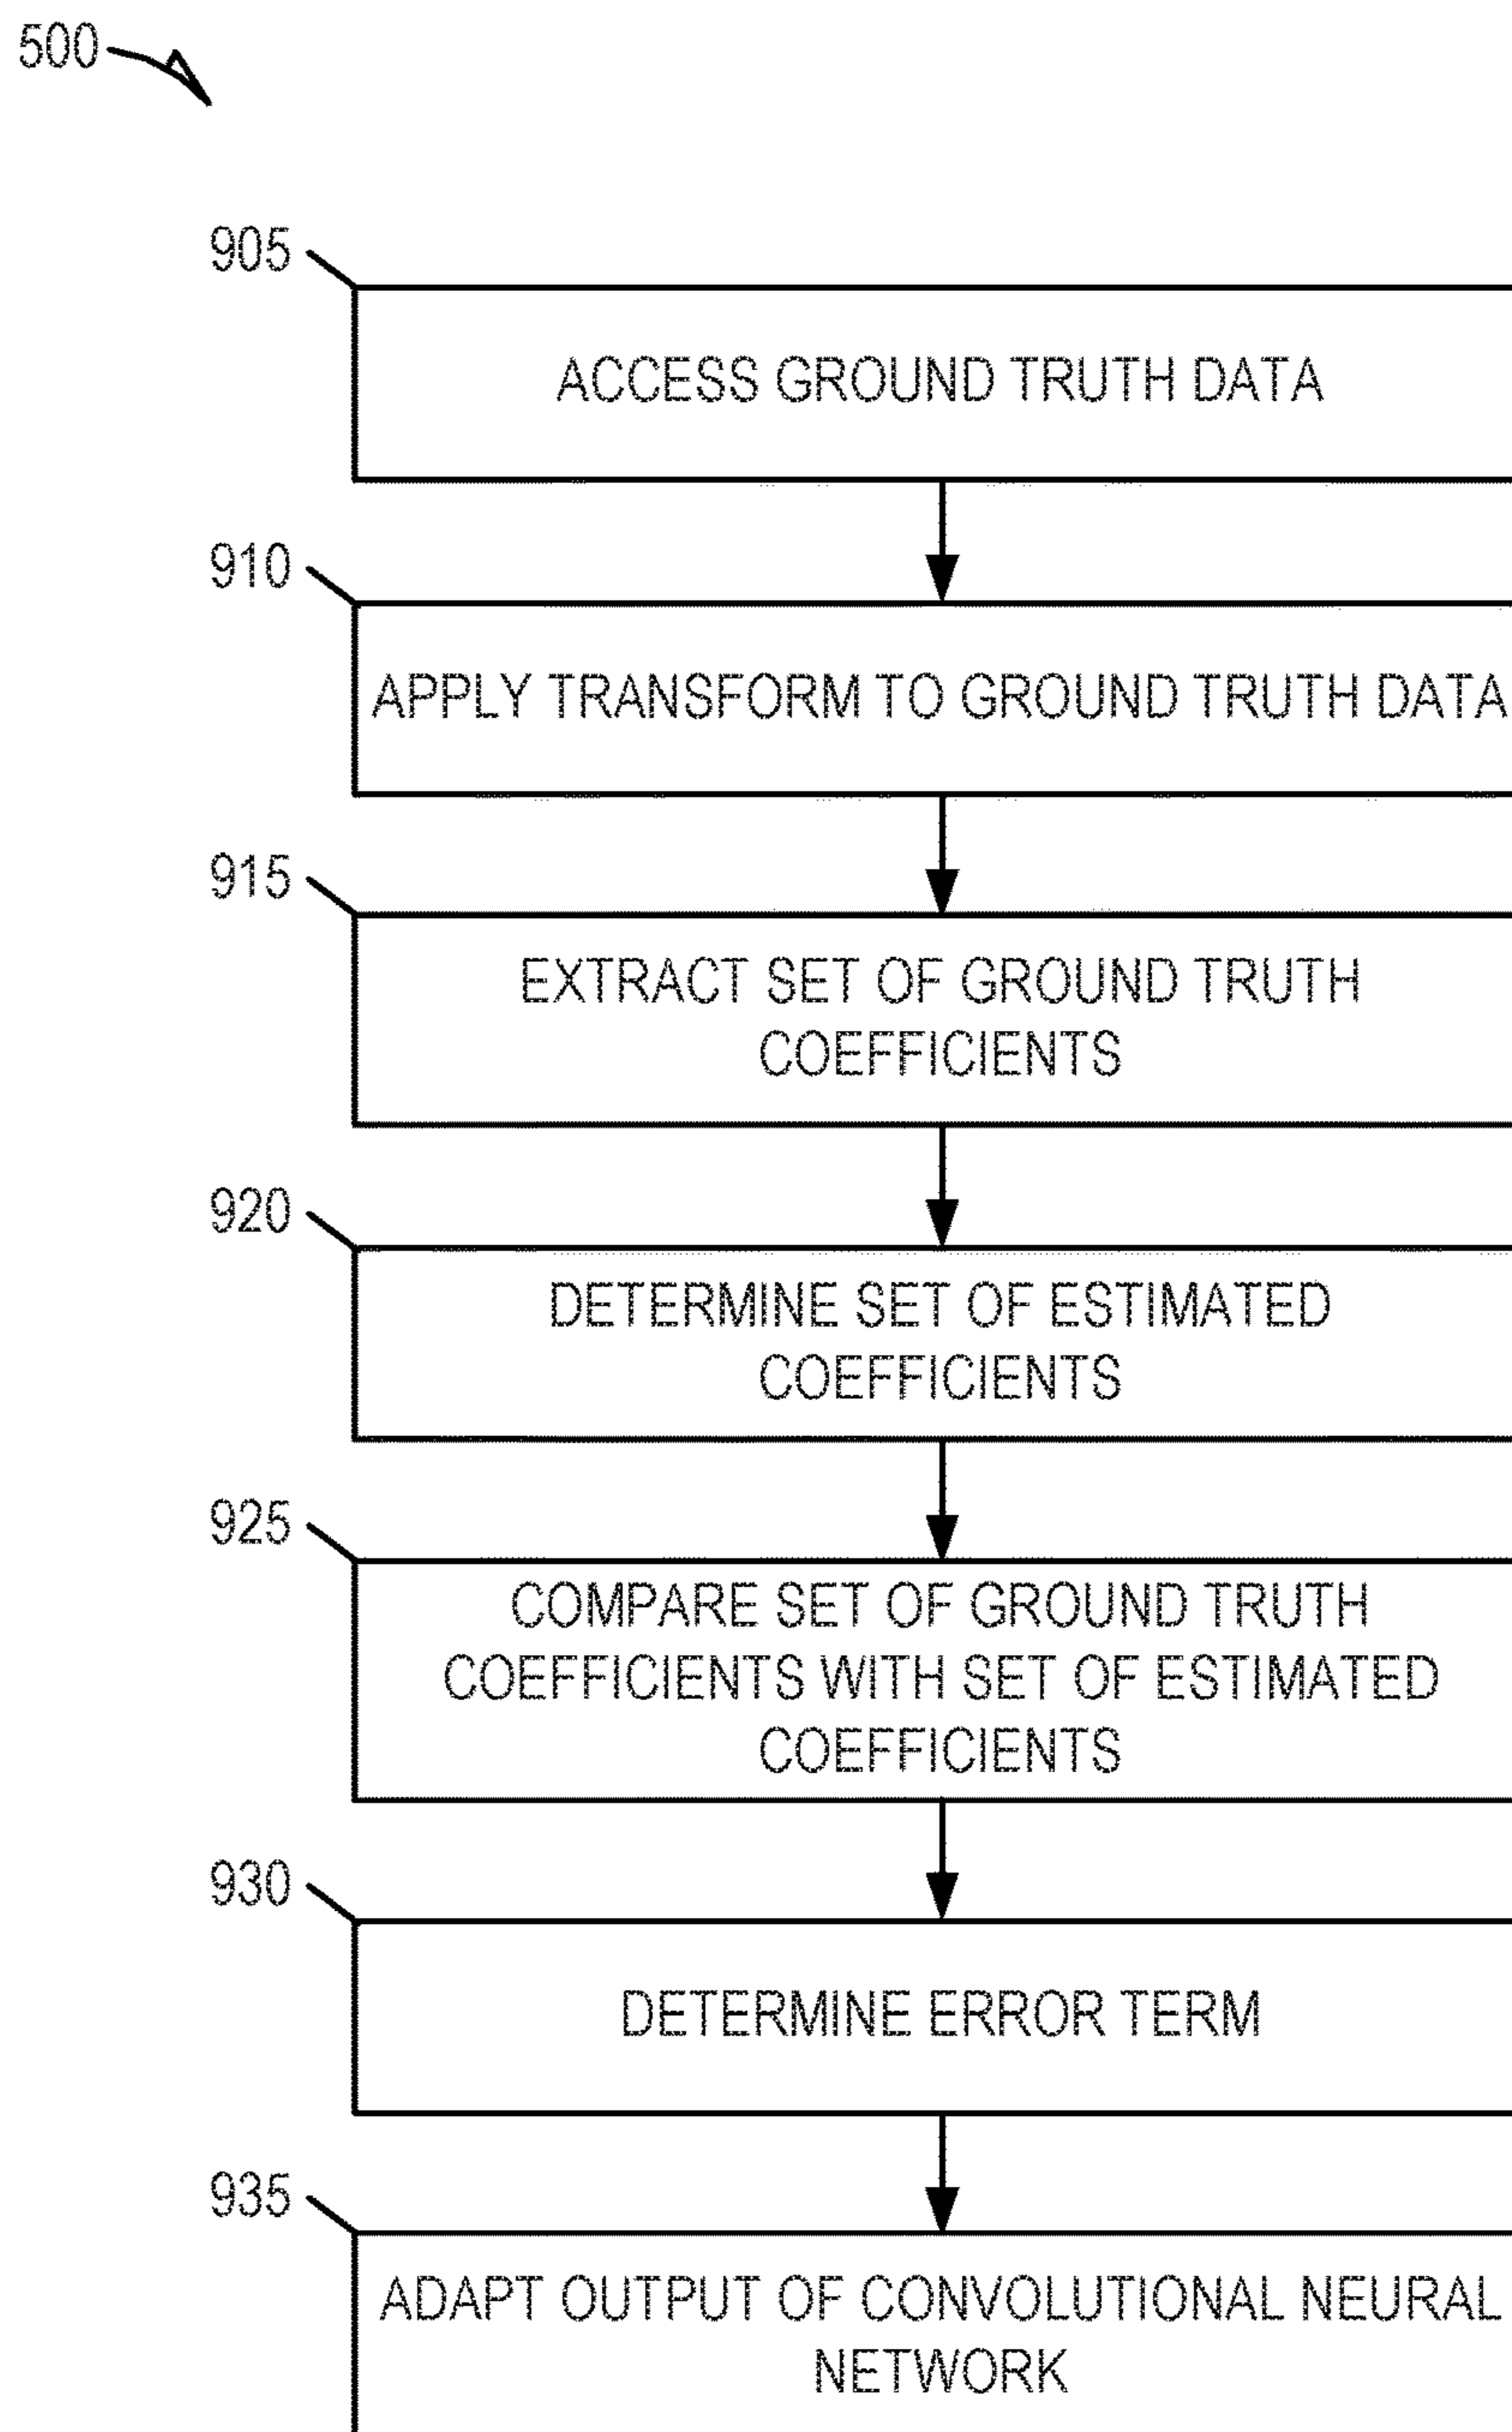 500
905
ACCESS GROUND TRUTH DATA
910
APPLY TRANSFORM TO GROUND TRUTH DATA
915
EXTRACT SET OF GROUND TRUTH
COEFFICIENTS
920
DETERMINE SET OF ESTIMATED
COEFFICIENTS
925
COMPARE SET OF GROUND TRUTH
COEFFICIENTS WITH SET OF ESTIMATED
COEFFICIENTS
930
DETERMINE ERROR TERM
935
ADAPT OUTPUT OF CONVOLUTIONAL NEURAL
NETWORK